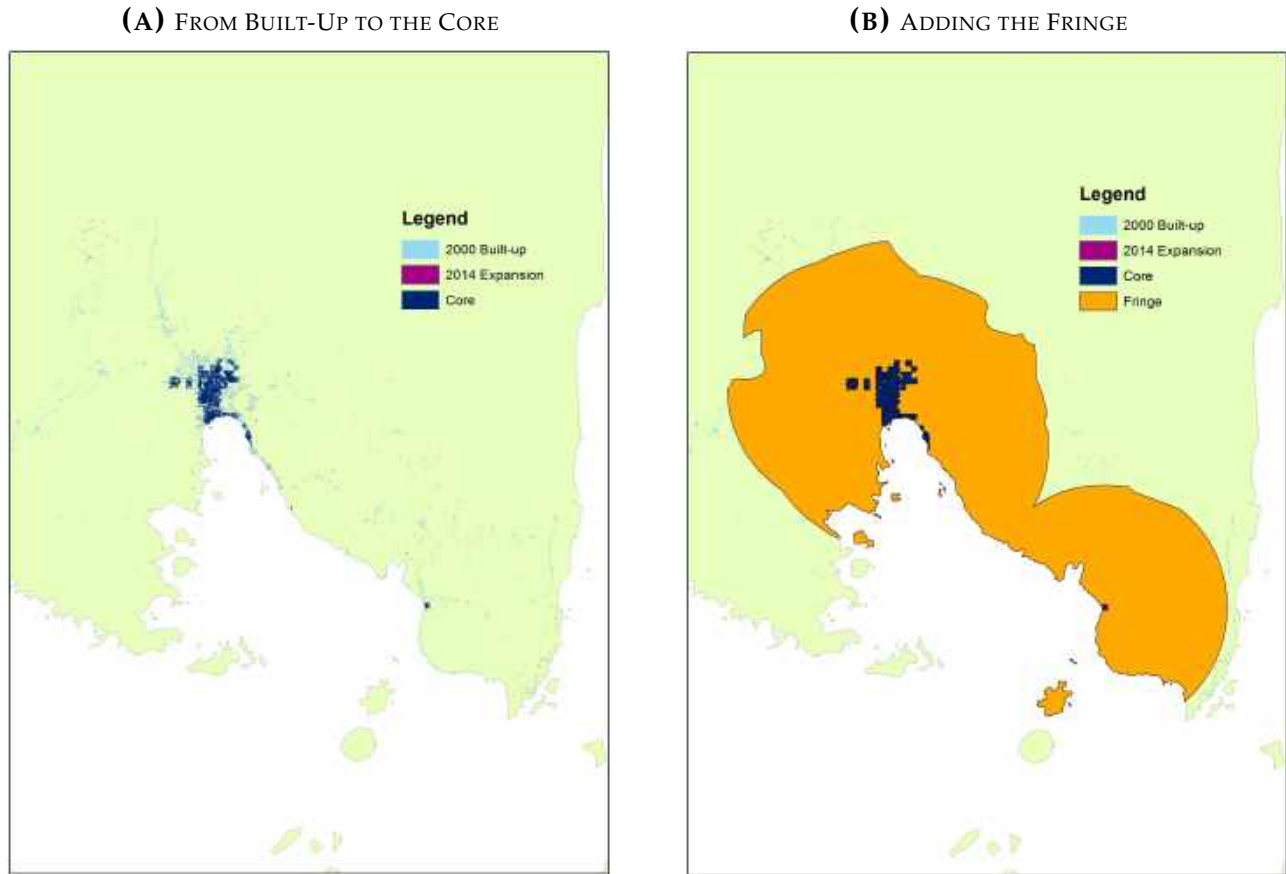 (A) FROM BUILT-UP TO THE CORE
Legend
2000 Built-up
2014 Expansion
Core
(B) ADDING THE FRINGE
Legend
2000 Built-up
2014 Expansion
Core
Fringe